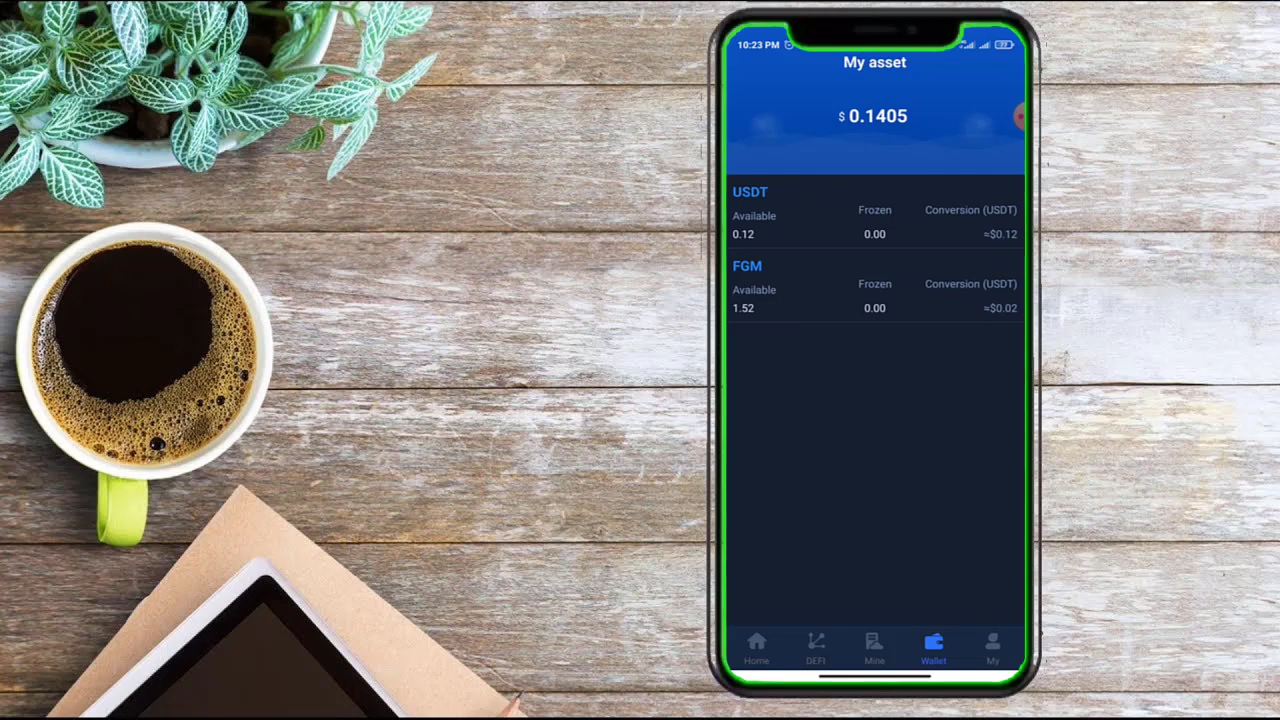 10:23 PM
My asset
$ 0.1405
USDT
Available Frozen Conversion (USDT)
0.12 0.00 ≈$0.12
FGM
Available Frozen Conversion (USDT)
1.52 0.00 ≈$0.02
Home DEFI Mine Wallet My